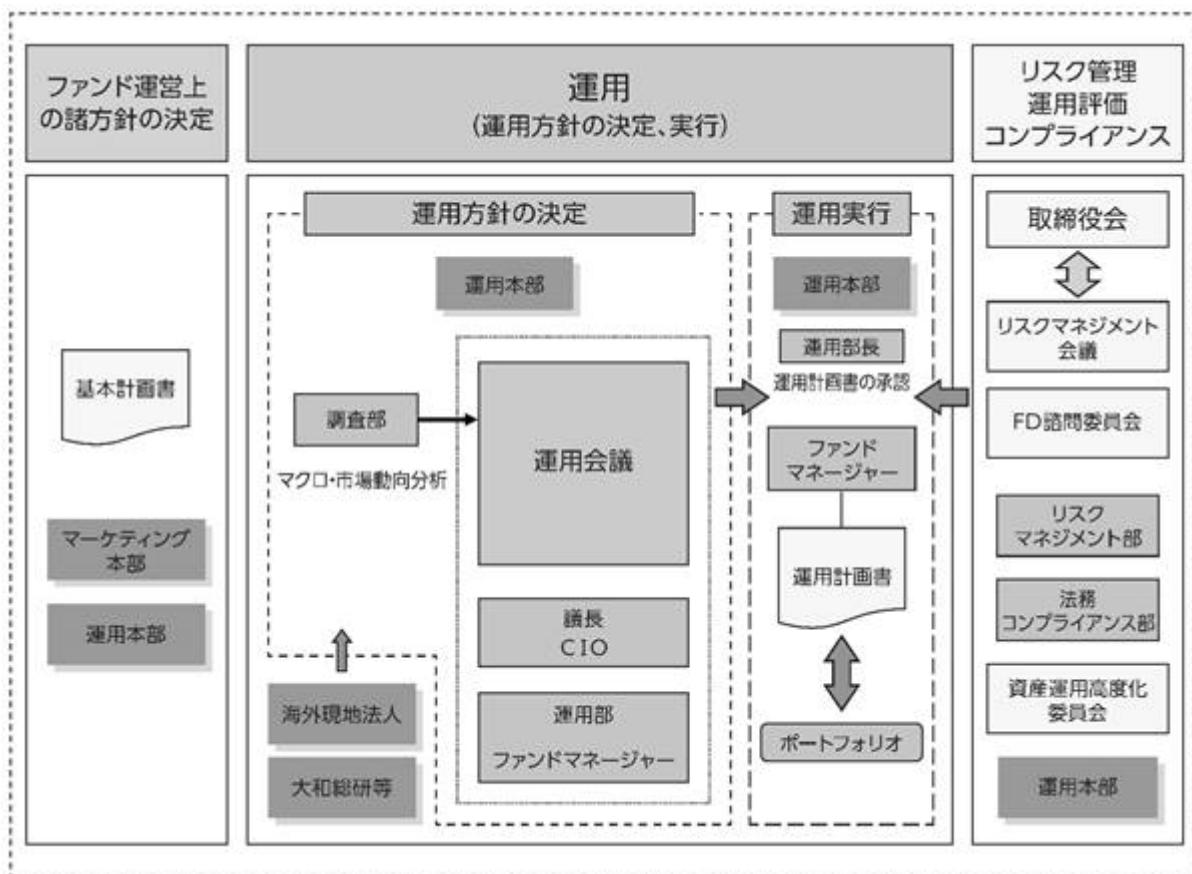 ファンド運営上
の諸方針の決定
運用
(運用方針の決定、実行)
リスク管理
運用評価
コンプライアンス
基本計画書
マーケティング
本部
運用本部
運用方針の決定
運用本部
調査部
マクロ・市場動向分析
運用会議
議長
CIO
運用部
ファンドマネージャー
海外現地法人
大和総研等
運用実行
運用本部
運用部長
運用計画書の承認
ファンド
マネージャー
運用計画書
ポートフォリオ
取締役会
リスクマネジメント
会議
FD諮問委員会
リスク
マネジメント部
法務
コンプライアンス部
資産運用高度化
委員会
運用本部